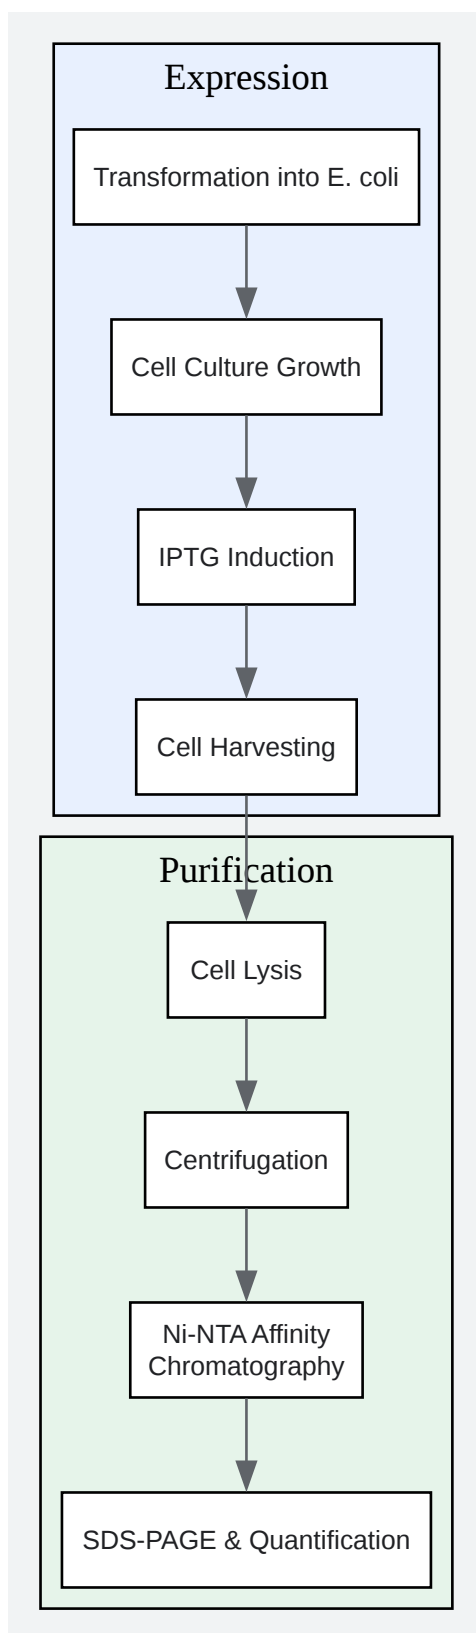 Expression
Transformation into E. coli
Cell Culture Growth
IPTG Induction
Cell Harvesting
Purification
Cell Lysis
Centrifugation
Ni-NTA Affinity
Chromatography
SDS-PAGE & Quantification